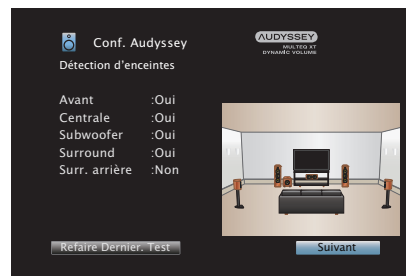 Conf. Audyssey
AUDYSSEY
MULTEQ XT
DYNAMIC VOLUME
Détection d'enceintes
Avant :Oui
Centrale :Oui
Subwoofer :Oui
Surround :Oui
Surr. arrière :Non
Refaire Dernier. Test
Suivant